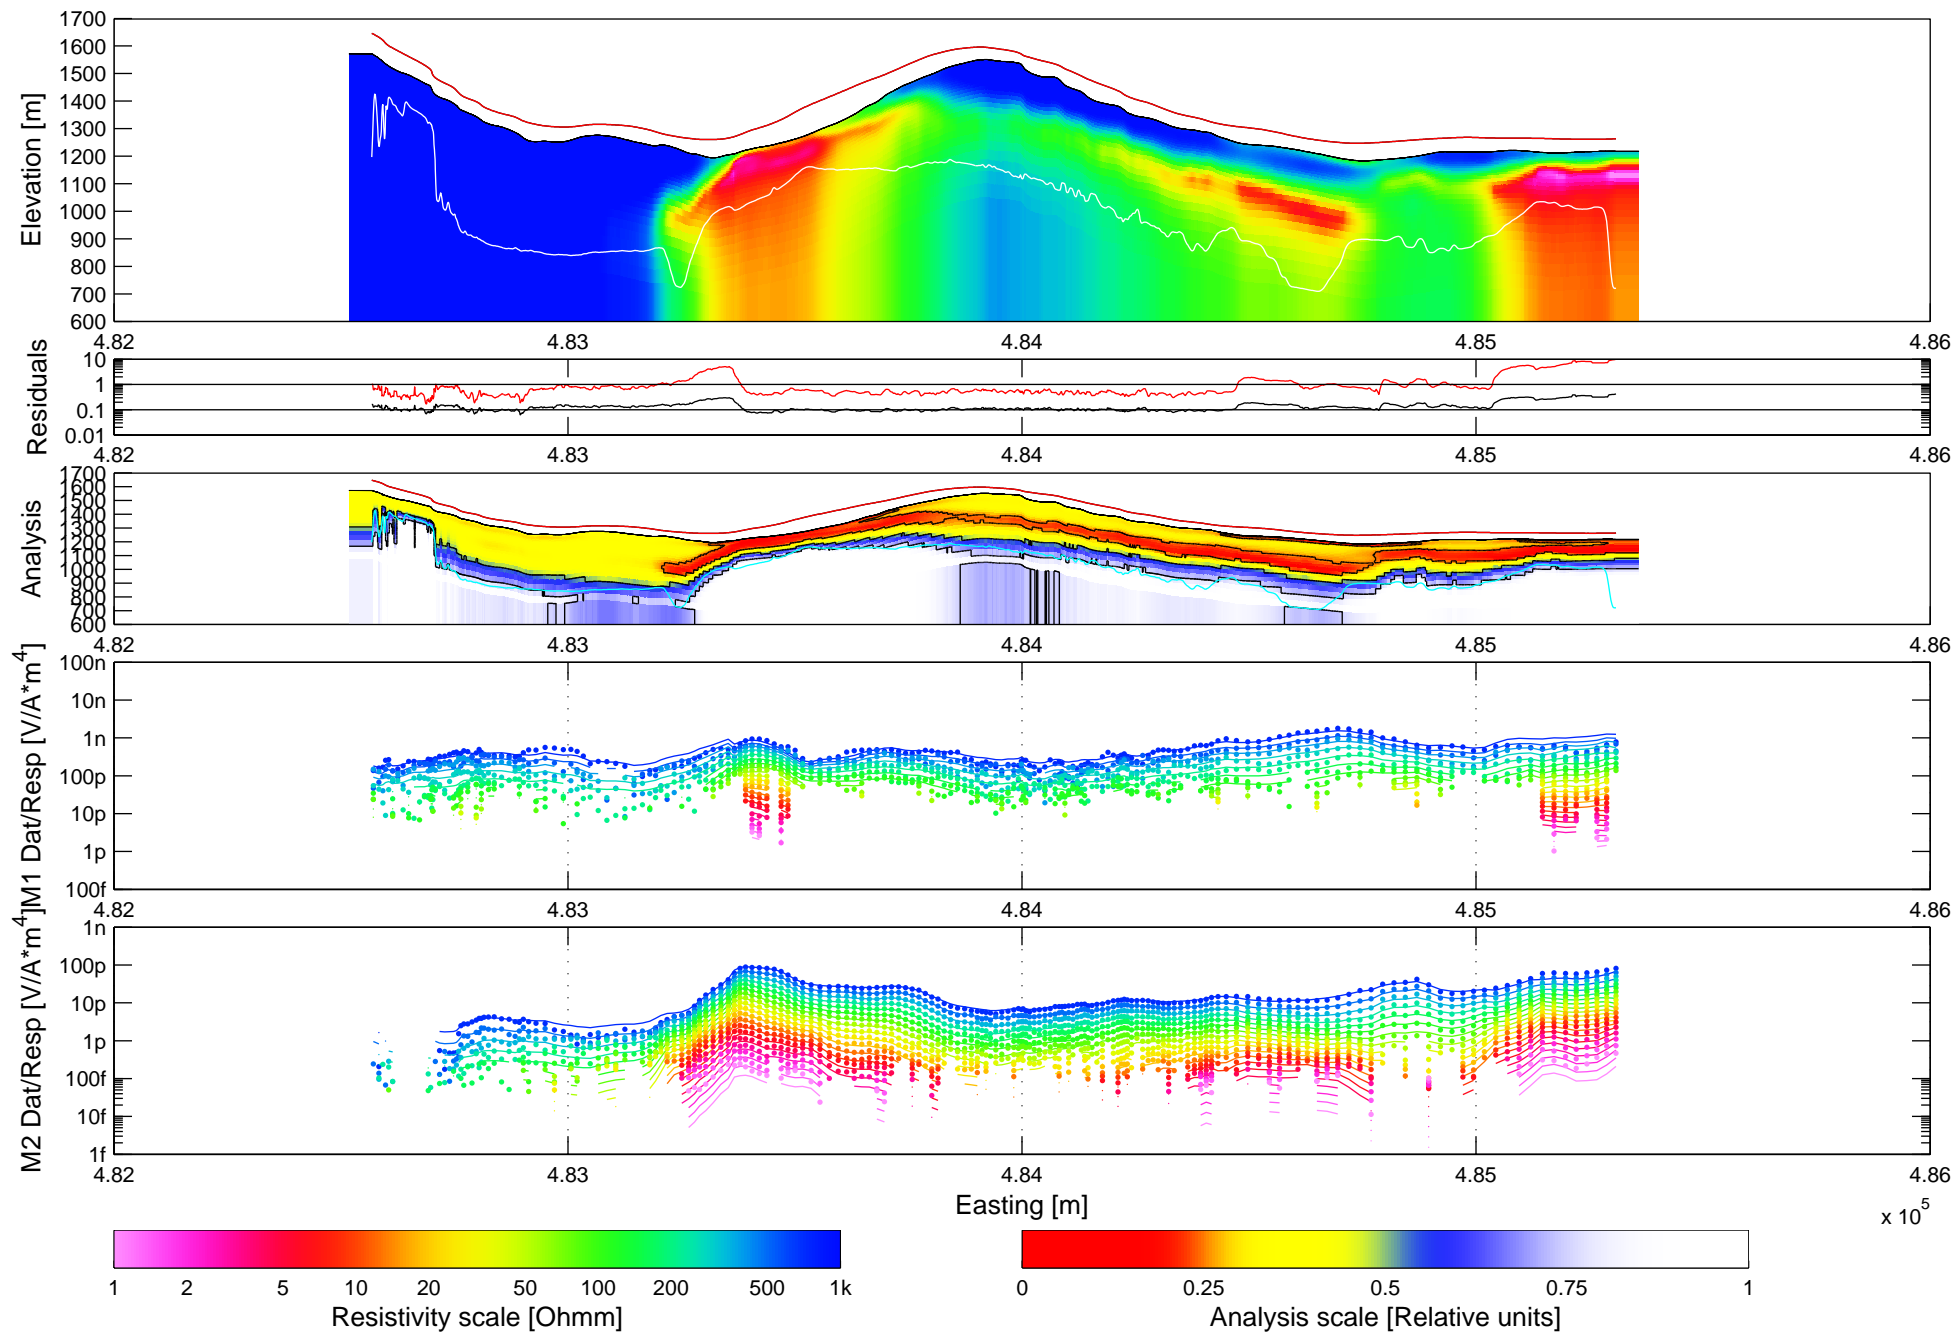 1700
1600
1500
1400
1300
1200
1100
1000
900
800
700
600
Elevation [m]
4.82 4.83 4.84 4.85 4.86
10
1
0.1
0.01
Residuals
4.82 4.83 4.84 4.85 4.86
1700
1600
1500
1400
1300
1200
1100
1000
900
800
700
600
Analysis
4.82 4.83 4.84 4.85 4.86
100n
10n
1n
100p
10p
1p
100f
M1 Dat/Resp [V/A*m4]
4.82 4.83 4.84 4.85 4.86
1n
100p
10p
1p
100f
10f
1f
M2 Dat/Resp [V/A*m4]
4.82 4.83 4.84 4.85 4.86
Easting [m]
x 105
1 2 5 10 20 50 100 200 500 1k
Resistivity scale [Ohmm]
0 0.25 0.5 0.75 1
Analysis scale [Relative units]